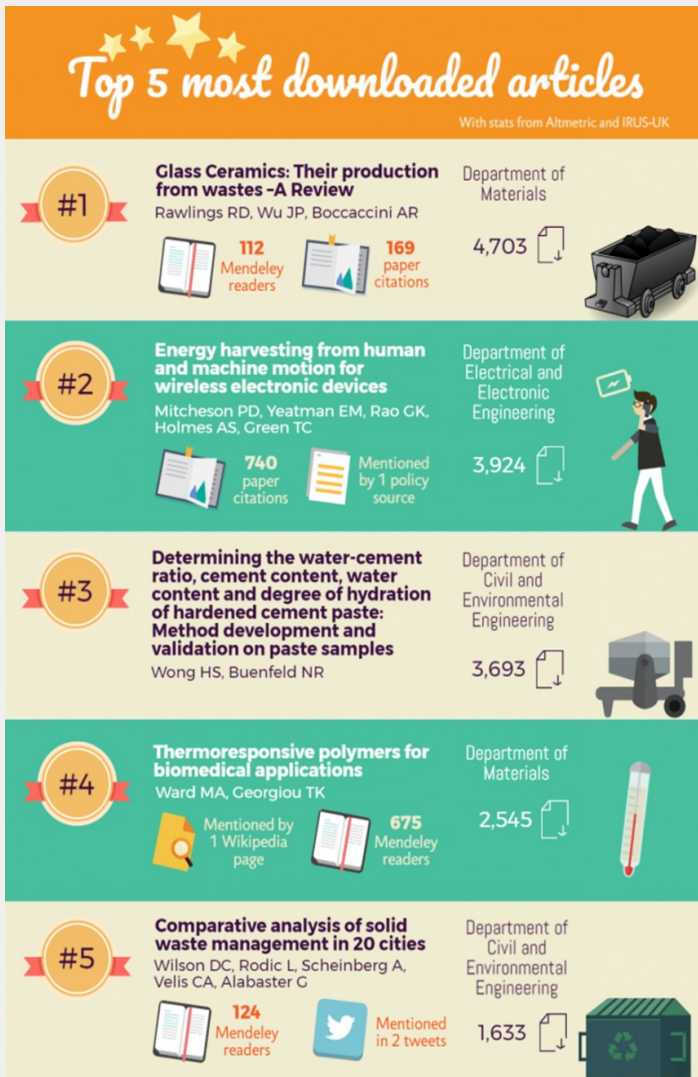 Top 5 most downloaded articles
With stats from Altmetric and IRUS-UK
#1
Glass Ceramics: Their production
from wastes –A Review
Rawlings RD, Wu JP, Boccaccini AR
112
Mendeley
readers
169
paper
citations
Department of
Materials
4,703
#2
Energy harvesting from human
and machine motion for
wireless electronic devices
Mitcheson PD, Yeatman EM, Rao GK,
Holmes AS, Green TC
740
paper
citations
Mentioned
by 1 policy
source
Department of
Electrical and
Electronic
Engineering
3,924
#3
Determining the water-cement
ratio, cement content, water
content and degree of hydration
of hardened cement paste:
Method development and
validation on paste samples
Wong HS, Buenfeld NR
Department of
Civil and
Environmental
Engineering
3,693
#4
Thermoresponsive polymers for
biomedical applications
Ward MA, Georgiou TK
Mentioned by
1 Wikipedia
page
675
Mendeley
readers
Department of
Materials
2,545
#5
Comparative analysis of solid
waste management in 20 cities
Wilson DC, Rodic L, Scheinberg A,
Velis CA, Alabaster G
124
Mendeley
readers
Mentioned
in 2 tweets
Department of
Civil and
Environmental
Engineering
1,633